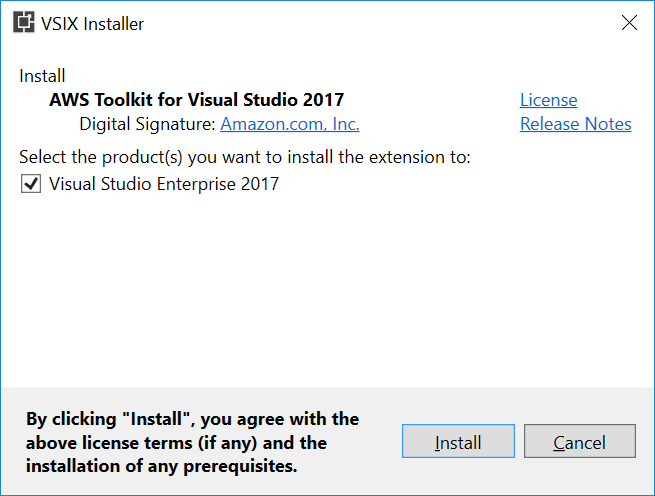 VSIX Installer
Install
AWS Toolkit for Visual Studio 2017 License
Digital Signature: Amazon.com, Inc. Release Notes
Select the product(s) you want to install the extension to:
Visual Studio Enterprise 2017
By clicking "Install", you agree with the
above license terms (if any) and the
installation of any prerequisites.
Install Cancel